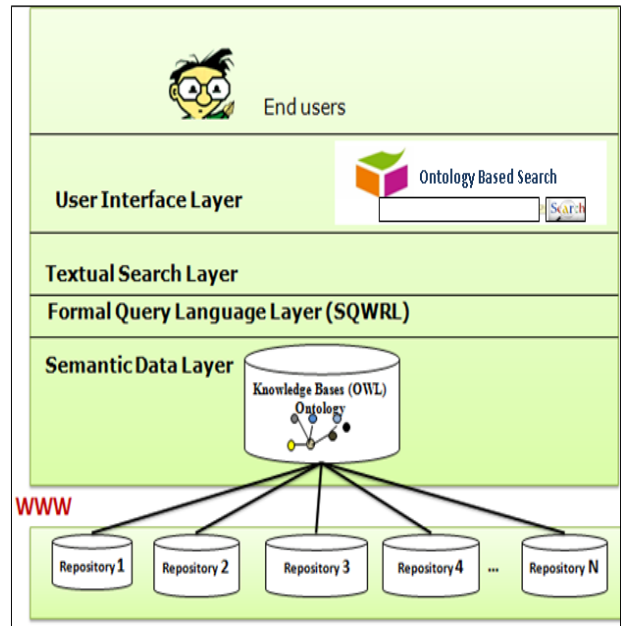 End users
Ontology Based Search
Search
User Interface Layer
Textual Search Layer
Formal Query Language Layer (SQWRL)
Semantic Data Layer
Knowledge Bases (OWL)
Ontology
WWW
Repository 1
Repository 2
Repository 3
Repository 4
...
Repository N